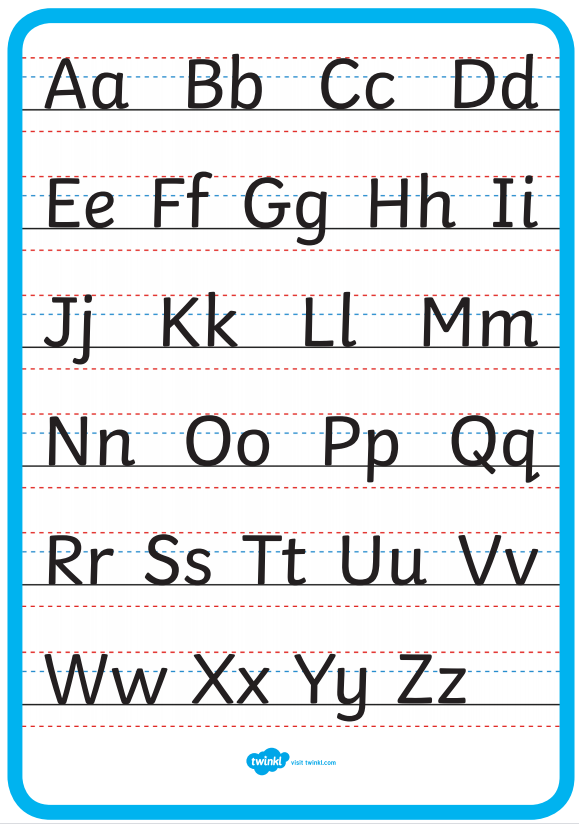 Aa Bb Cc Dd
Ee Ff Gg Hh Ii
Jj Kk Ll Mm
Nn Oo Pp Qq
Rr Ss Tt Uu Vv
Ww Xx Yy Zz
twinkl visit twinkl.com